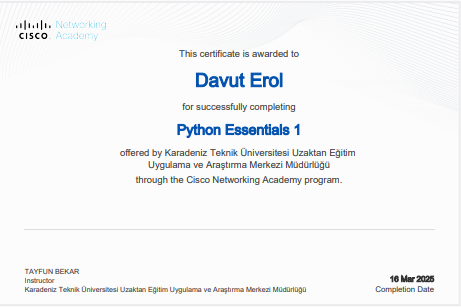 CISCO Networking Academy
This certificate is awarded to
Davut Erol
for successfully completing
Python Essentials 1
offered by Karadeniz Teknik Üniversitesi Uzaktan Eğitim
Uygulama ve Araştırma Merkezi Müdürlüğü
through the Cisco Networking Academy program.
TAYFUN BEKAR
Instructor
Karadeniz Teknik Üniversitesi Uzaktan Eğitim Uygulama ve Araştırma Merkezi Müdürlüğü
16 Mar 2025
Completion Date